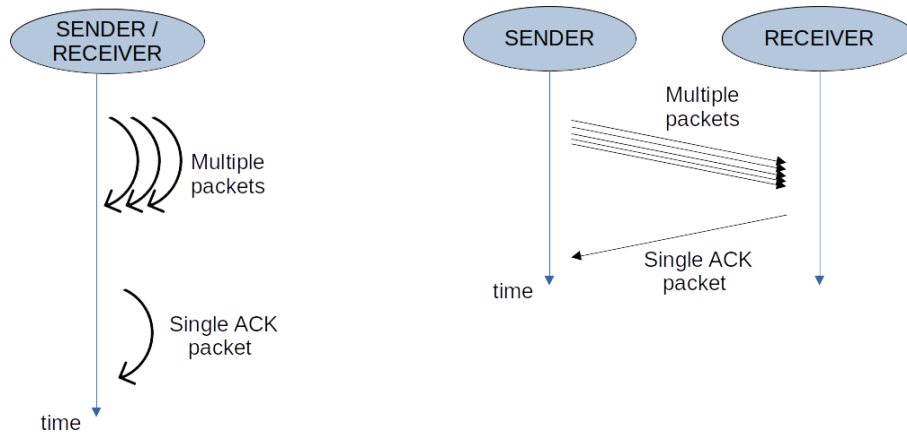 SENDER /
RECEIVER
Multiple
packets
Single ACK
packet
time
SENDER
RECEIVER
Multiple
packets
Single ACK
packet
time